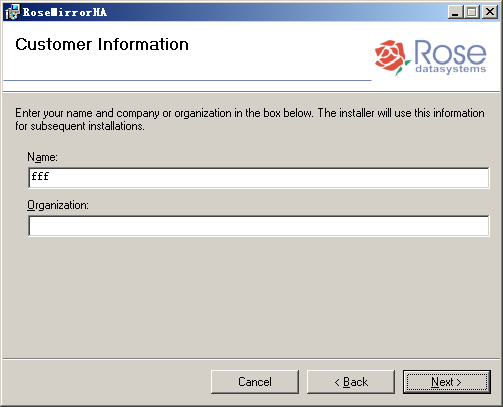 RoseMirrorHA
Customer Information
Rose
datasystems
Enter your name and company or organization in the box below. The installer will use this information
for subsequent installations.
Name:
fff
Organization:
Cancel
< Back
Next >